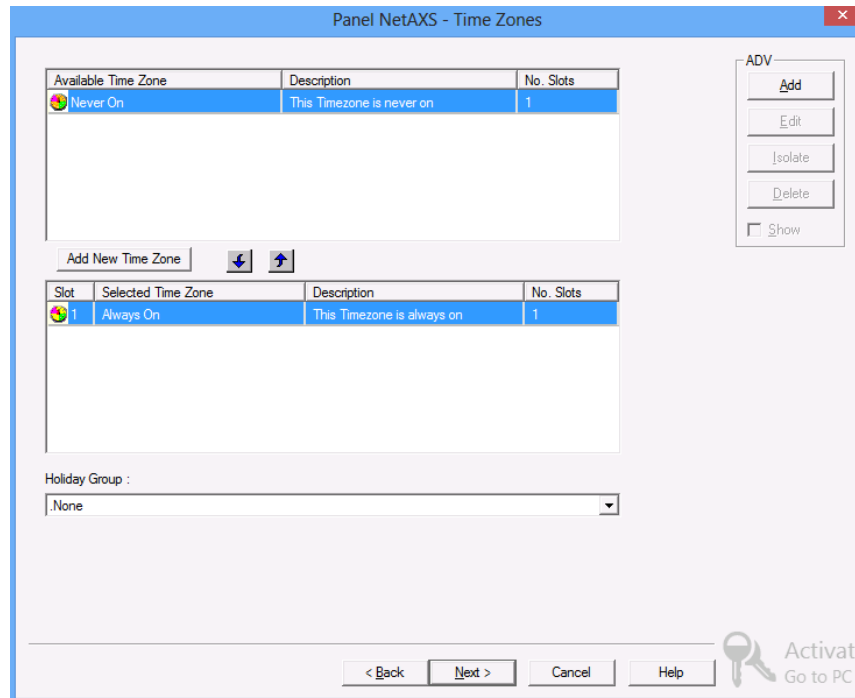 Panel NetAXS - Time Zones
ADV
Available Time Zone Description No. Slots
Never On This Timezone is never on 1
Add
Edit
Isolate
Delete
Show
Add New Time Zone
Slot Selected Time Zone Description No. Slots
1 Always On This Timezone is always on 1
Holiday Group :
.None
< Back Next > Cancel Help
Activat
Go to PC